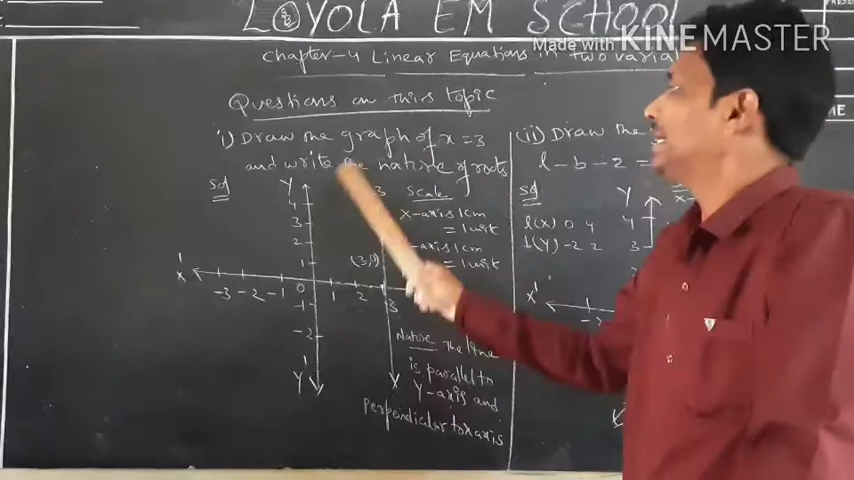 LOYOLA EM SCHOOL
Made with KINEMASTER
Chapter-4 Linear Equations in two varia
Questions on this topic
i) Draw the graph of x = 3
and write the nature of roots
Sol
Y
4
3
2
1
X'
-3 -2 -1 0 1 2 3
-1
-2
Y'
3
(3,0)
X
Scale
X-axis 1cm
= 1 unit
-axis 1cm
= 1 unit
Nature The line
is parallel to
Y-axis and
Perpendicular to X axis
(ii) Draw the
l - b - 2 =
Sol
l(X) 0 4
b(Y) -2 2
Y
4
3
X'
-2